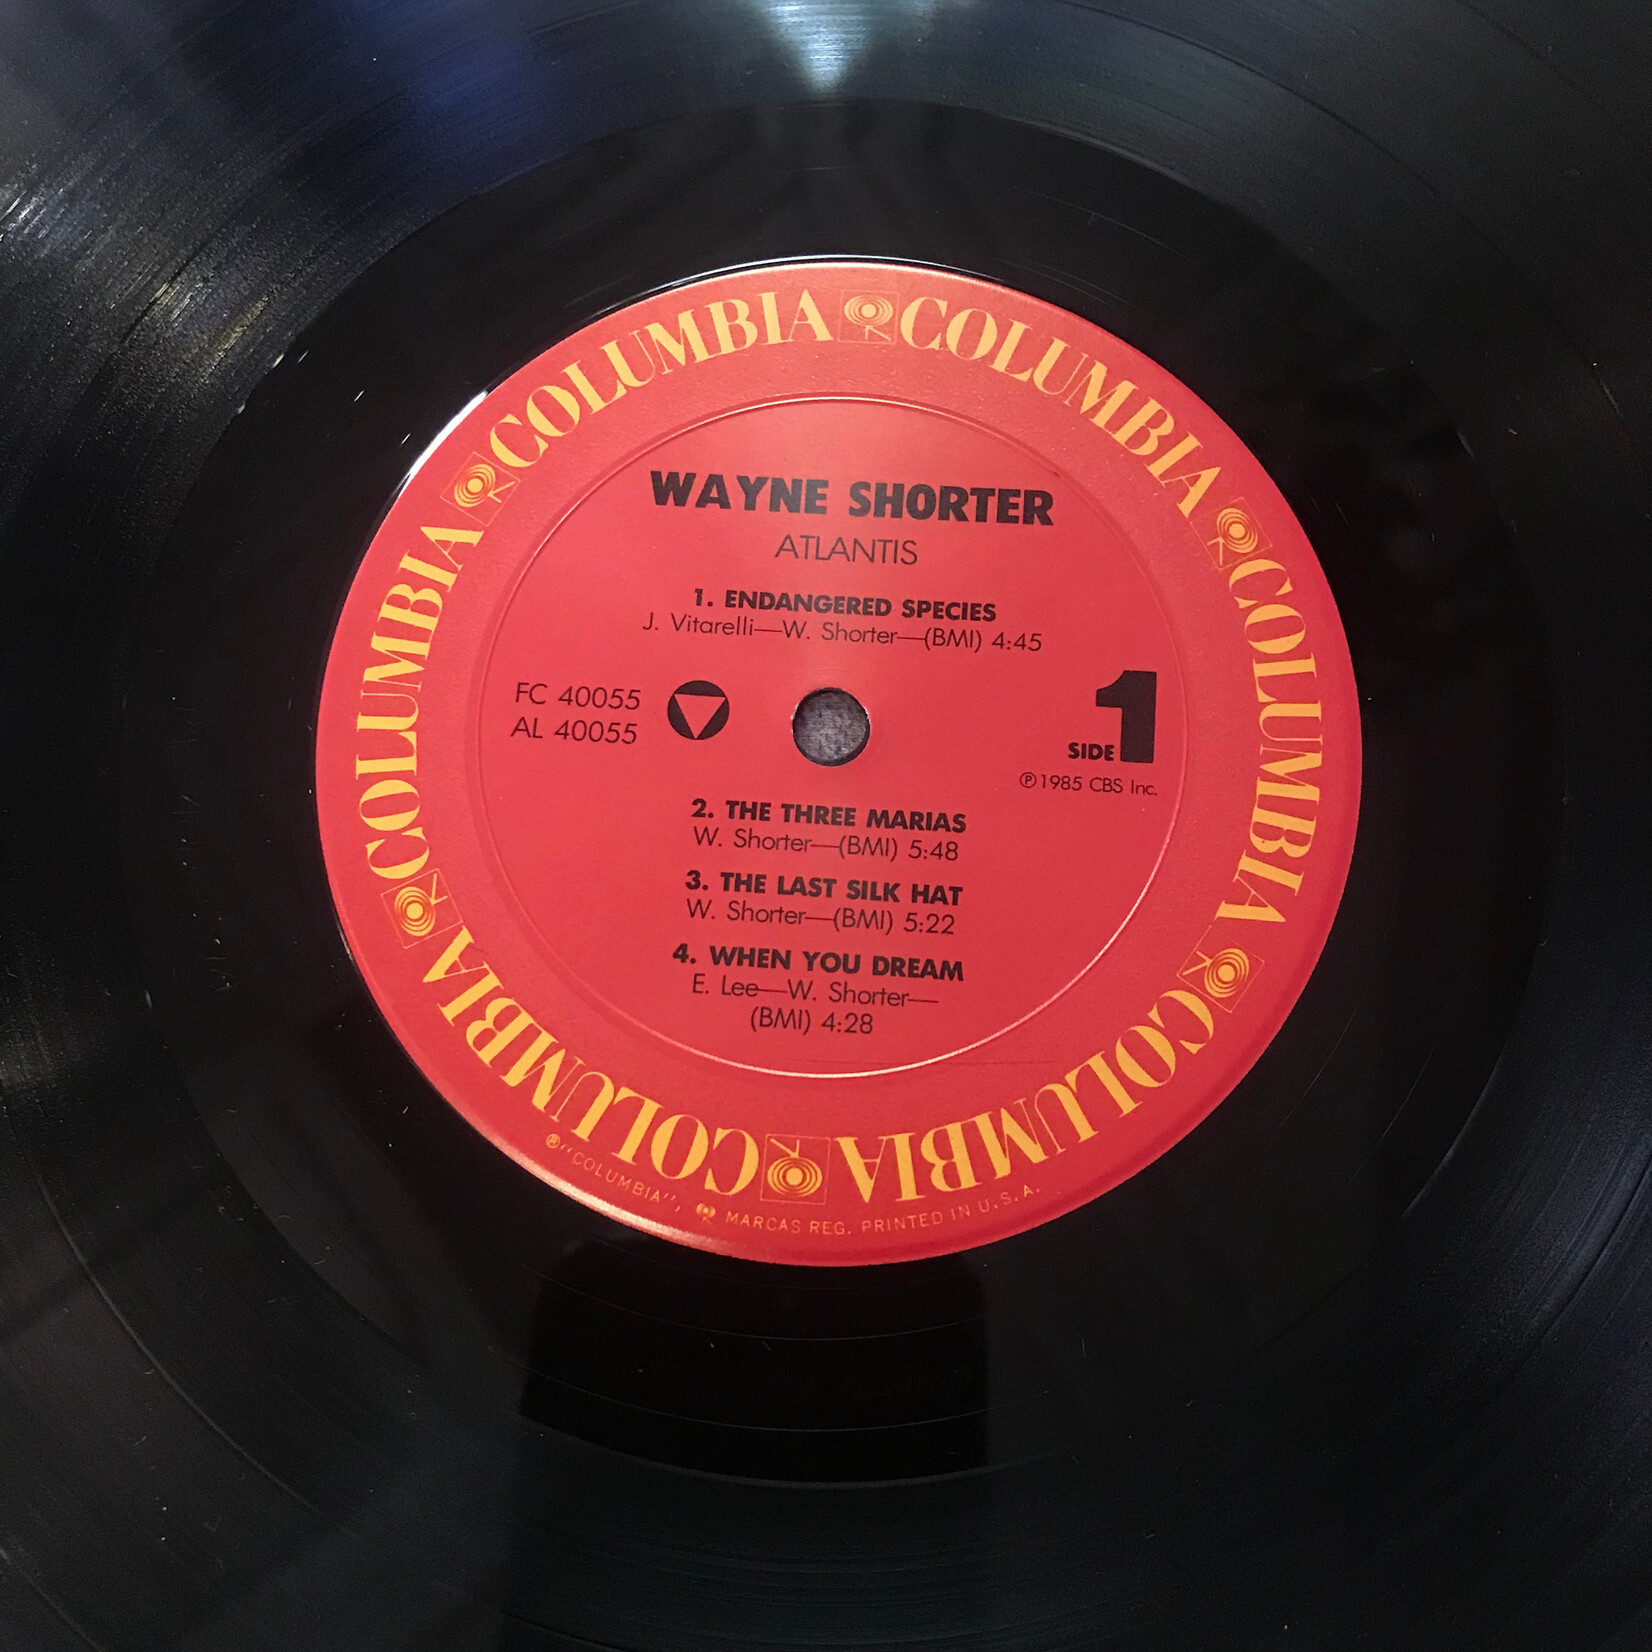 COLUMBIA COLUMBIA COLUMBIA COLUMBIA COLUMBIA COLUMBIA
WAYNE SHORTER
ATLANTIS
1. ENDANGERED SPECIES
J. Vitarelli—W. Shorter—(BMI) 4:45
FC 40055
AL 40055
SIDE 1
℗ 1985 CBS Inc.
2. THE THREE MARIAS
W. Shorter—(BMI) 5:48
3. THE LAST SILK HAT
W. Shorter—(BMI) 5:22
4. WHEN YOU DREAM
E. Lee—W. Shorter—
(BMI) 4:28
® "COLUMBIA", MARCAS REG. PRINTED IN U.S.A.